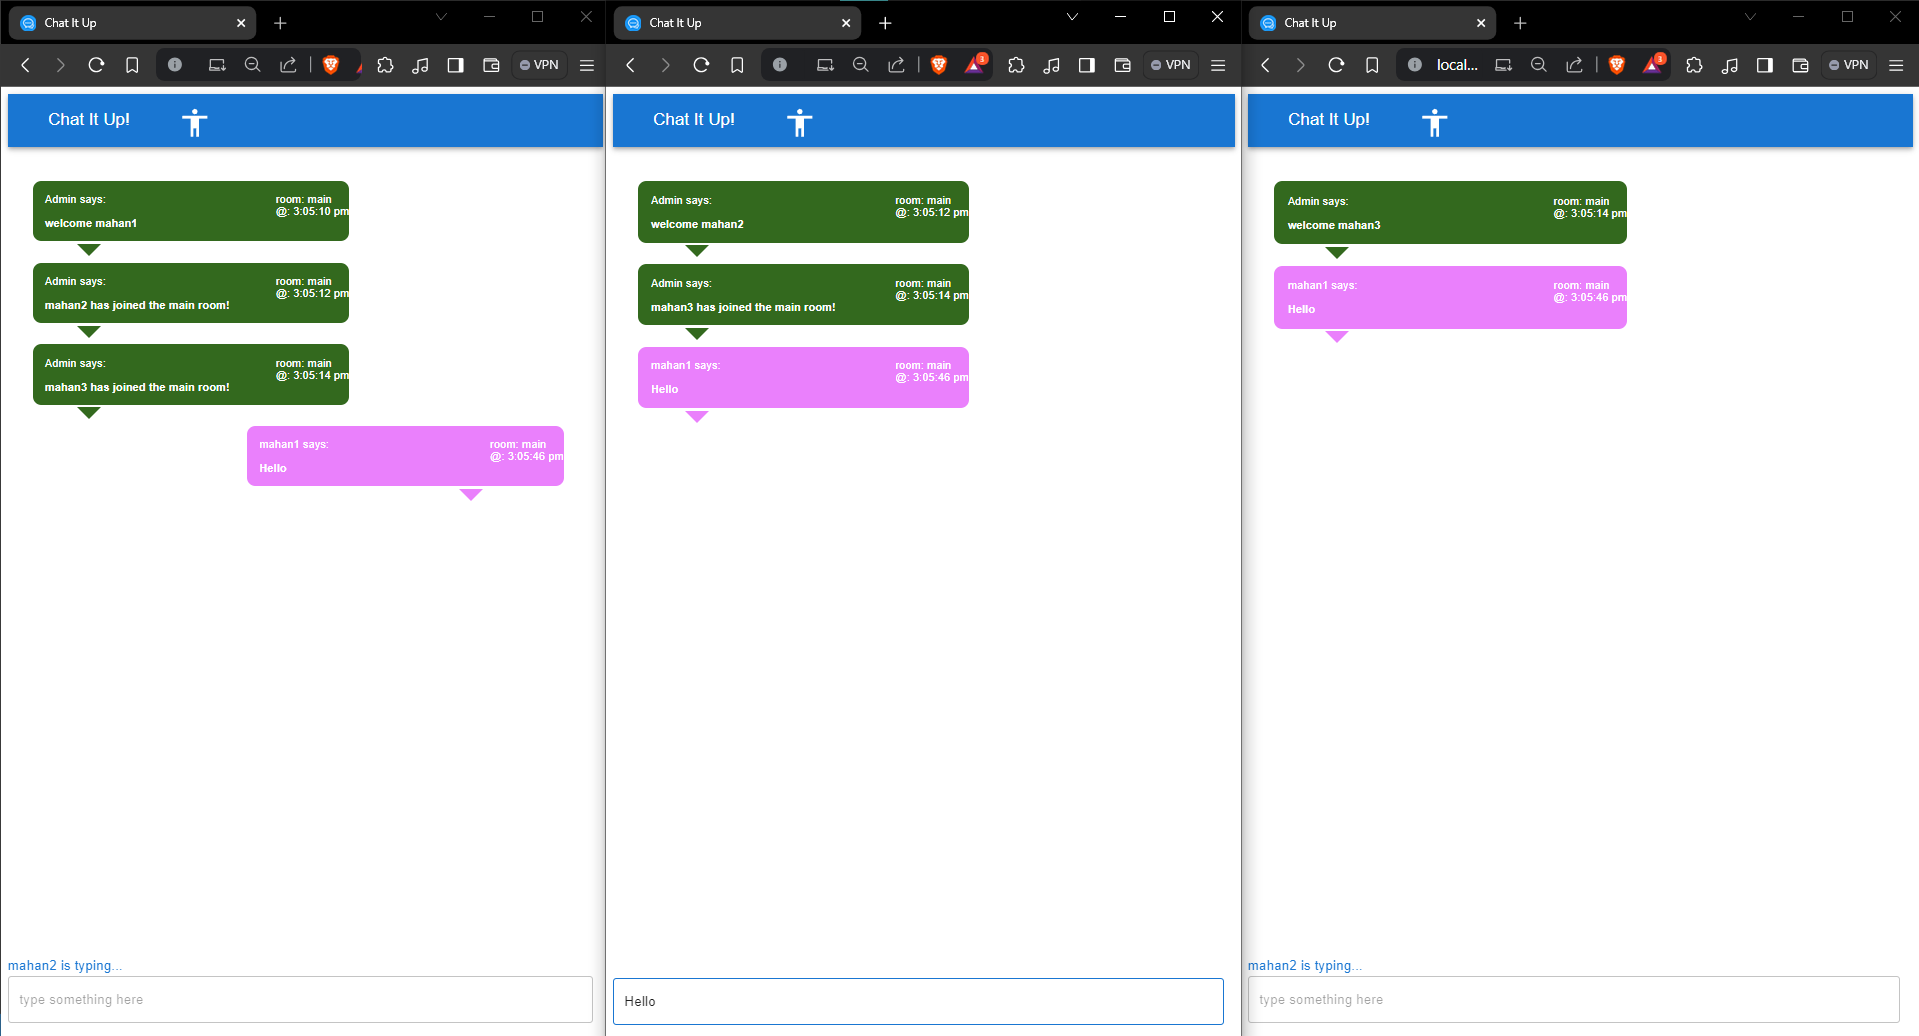 Chat It Up
VPN
Chat It Up!
Admin says:
room: main
@: 3:05:10 pm
welcome mahan1
Admin says:
room: main
@: 3:05:12 pm
mahan2 has joined the main room!
Admin says:
room: main
@: 3:05:14 pm
mahan3 has joined the main room!
mahan1 says:
room: main
@: 3:05:46 pm
Hello
mahan2 is typing...
type something here
Chat It Up
3
VPN
Chat It Up!
Admin says:
room: main
@: 3:05:12 pm
welcome mahan2
Admin says:
room: main
@: 3:05:14 pm
mahan3 has joined the main room!
mahan1 says:
room: main
@: 3:05:46 pm
Hello
Hello
Chat It Up
local...
3
VPN
Chat It Up!
Admin says:
room: main
@: 3:05:14 pm
welcome mahan3
mahan1 says:
room: main
@: 3:05:46 pm
Hello
mahan2 is typing...
type something here